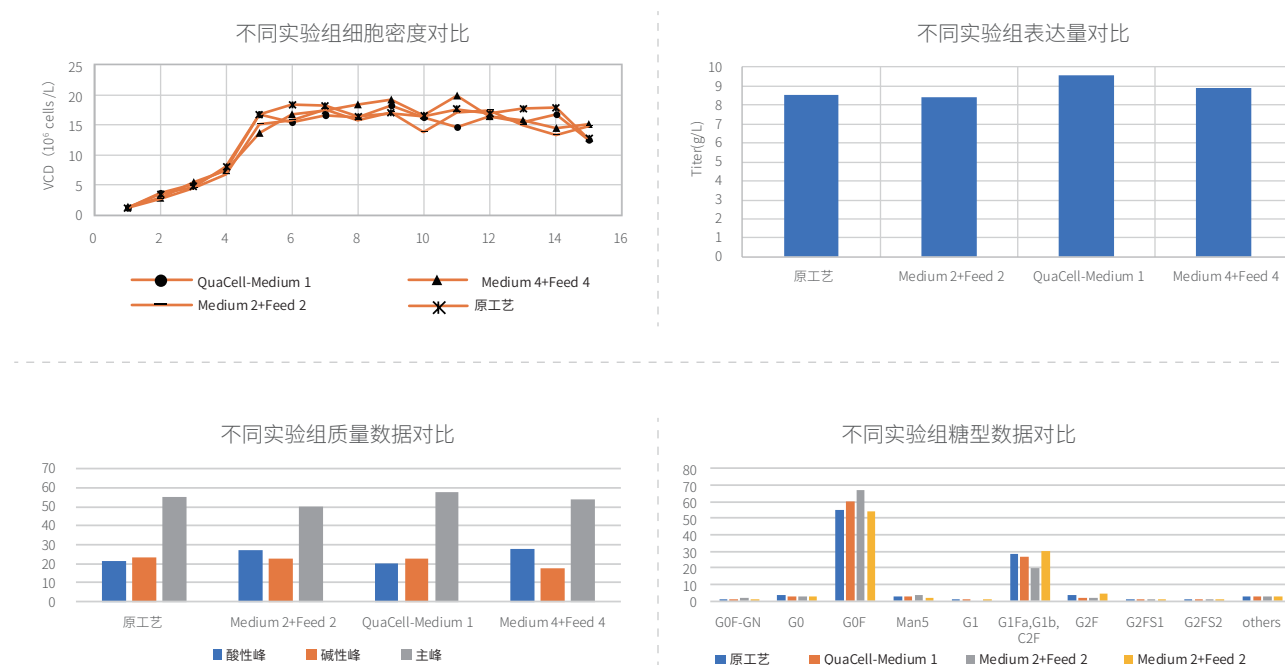 不同实验组细胞密度对比
VCD（10⁶ cells /L）
25
20
15
10
5
0
0 2 4 6 8 10 12 14 16
QuaCell-Medium 1
Medium 4+Feed 4
Medium 2+Feed 2
原工艺
不同实验组表达量对比
Titer(g/L)
10
9
8
7
6
5
4
3
2
1
0
原工艺 Medium 2+Feed 2 QuaCell-Medium 1 Medium 4+Feed 4
不同实验组质量数据对比
70
60
50
40
30
20
10
0
原工艺 Medium 2+Feed 2 QuaCell-Medium 1 Medium 4+Feed 4
酸性峰 碱性峰 主峰
不同实验组糖型数据对比
80
70
60
50
40
30
20
10
0
G0F-GN G0 G0F Man5 G1 G1Fa,G1b, G2F G2FS1 G2FS2 others
C2F
原工艺 QuaCell-Medium 1 Medium 2+Feed 2 Medium 2+Feed 2